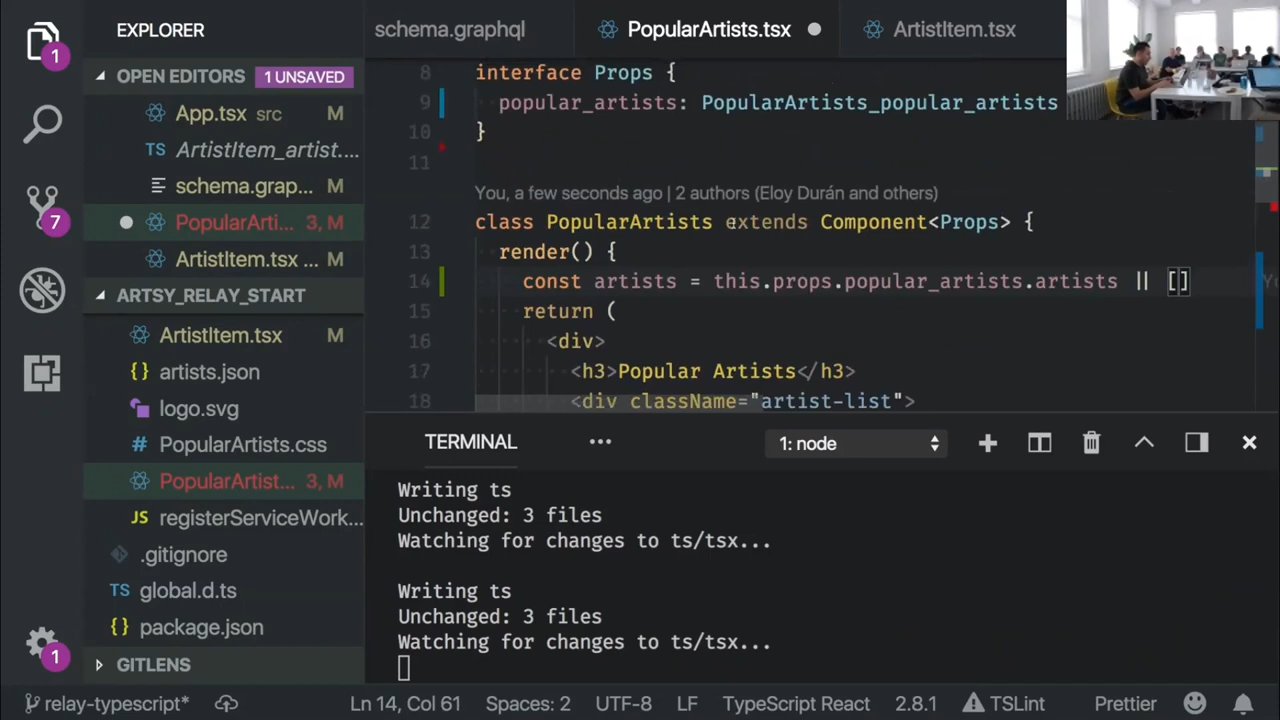 EXPLORER
OPEN EDITORS 1 UNSAVED
App.tsx src M
TS ArtistItem_artist....
schema.grap... M
PopularArti... 3, M
ArtistItem.tsx ...
ARTSY_RELAY_START
ArtistItem.tsx M
{} artists.json
logo.svg
# PopularArtists.css
PopularArtist... 3, M
JS registerServiceWork...
.gitignore
TS global.d.ts
{} package.json
GITLENS
1
7
1
schema.graphql
PopularArtists.tsx
ArtistItem.tsx
8 interface Props {
9 popular_artists: PopularArtists_popular_artists
10 }
11
You, a few seconds ago | 2 authors (Eloy Durán and others)
12 class PopularArtists extends Component<Props> {
13 render() {
14 const artists = this.props.popular_artists.artists || []
15 return (
16 <div>
17 <h3>Popular Artists</h3>
18 <div className="artist-list">
TERMINAL ... 1: node
Writing ts
Unchanged: 3 files
Watching for changes to ts/tsx...
Writing ts
Unchanged: 3 files
Watching for changes to ts/tsx...
relay-typescript* Ln 14, Col 61 Spaces: 2 UTF-8 LF TypeScript React 2.8.1 TSLint Prettier